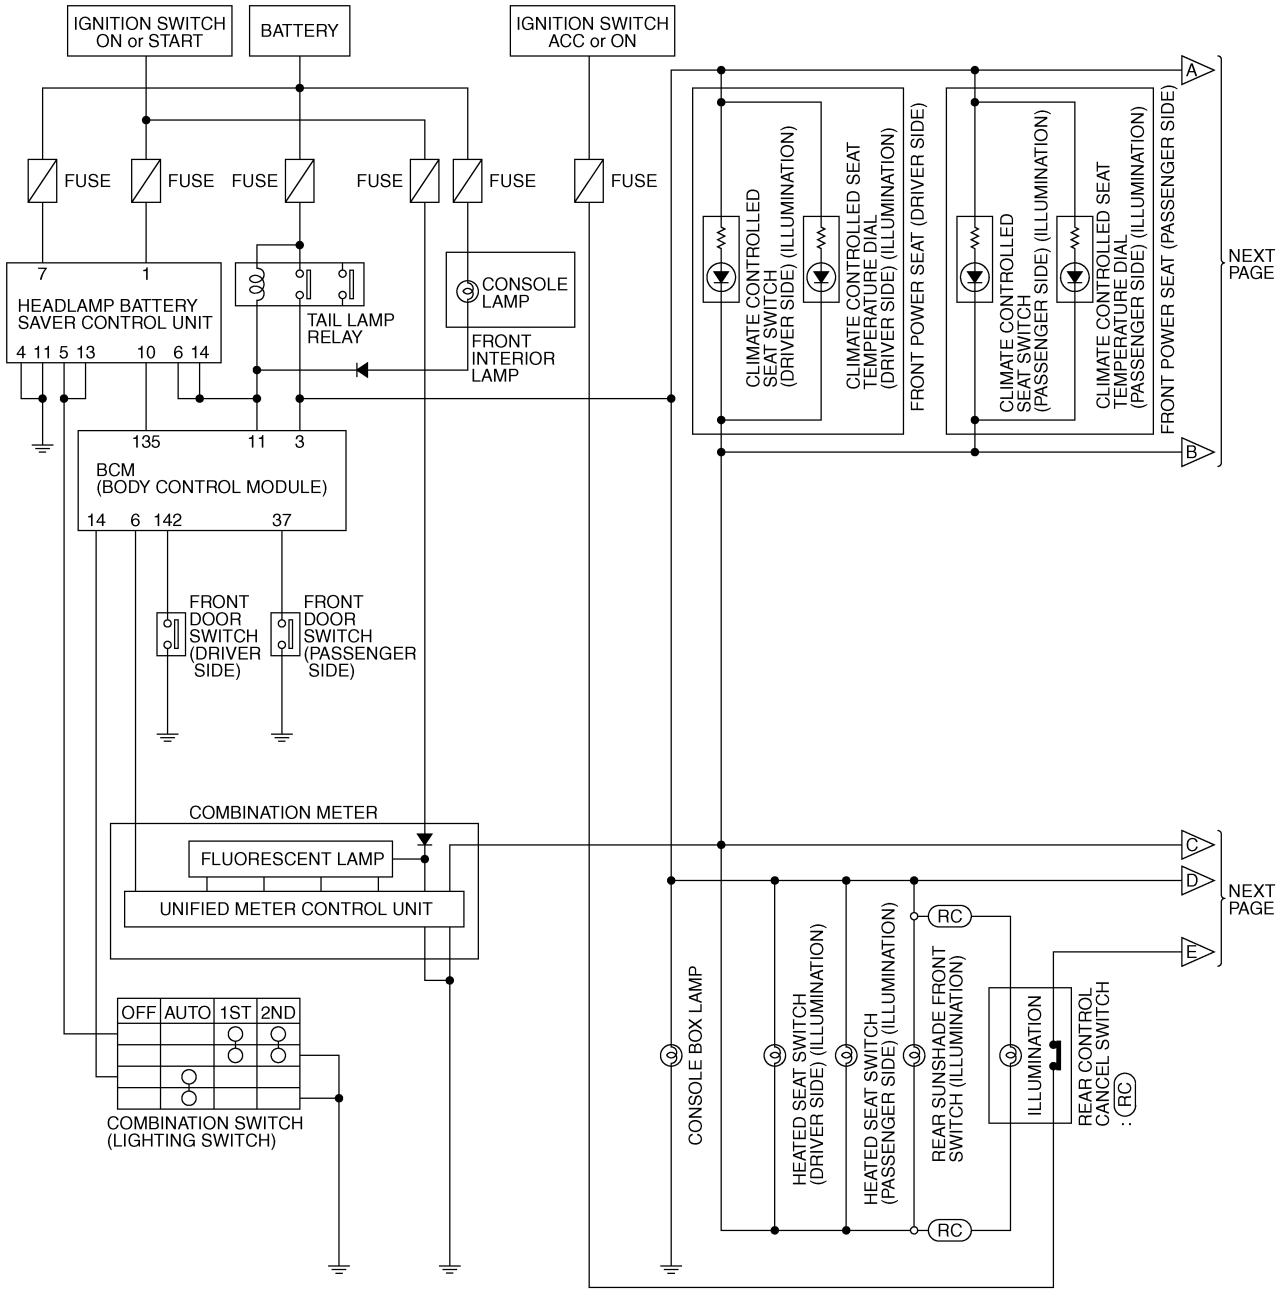 IGNITION SWITCH
ON or START
BATTERY
IGNITION SWITCH
ACC or ON
A
FUSE
FUSE
FUSE
FUSE
FUSE
FUSE
CLIMATE CONTROLLED
SEAT SWITCH
(DRIVER SIDE) (ILLUMINATION)
CLIMATE CONTROLLED SEAT
TEMPERATURE DIAL
(DRIVER SIDE) (ILLUMINATION)
FRONT POWER SEAT (DRIVER SIDE)
CLIMATE CONTROLLED
SEAT SWITCH
(PASSENGER SIDE) (ILLUMINATION)
CLIMATE CONTROLLED SEAT
TEMPERATURE DIAL
(PASSENGER SIDE) (ILLUMINATION)
FRONT POWER SEAT (PASSENGER SIDE)
NEXT
PAGE
7 1
HEADLAMP BATTERY
SAVER CONTROL UNIT
4 11 5 13 10 6 14
TAIL LAMP
RELAY
CONSOLE
LAMP
FRONT
INTERIOR
LAMP
135 11 3
BCM
(BODY CONTROL MODULE)
14 6 142 37
B
FRONT
DOOR
SWITCH
(DRIVER
SIDE)
FRONT
DOOR
SWITCH
(PASSENGER
SIDE)
COMBINATION METER
FLUORESCENT LAMP
UNIFIED METER CONTROL UNIT
C
D
E
NEXT
PAGE
RC
OFF AUTO 1ST 2ND
COMBINATION SWITCH
(LIGHTING SWITCH)
CONSOLE BOX LAMP
HEATED SEAT SWITCH
(DRIVER SIDE) (ILLUMINATION)
HEATED SEAT SWITCH
(PASSENGER SIDE) (ILLUMINATION)
REAR SUNSHADE FRONT
SWITCH (ILLUMINATION)
ILLUMINATION
REAR CONTROL
CANCEL SWITCH
: RC
RC